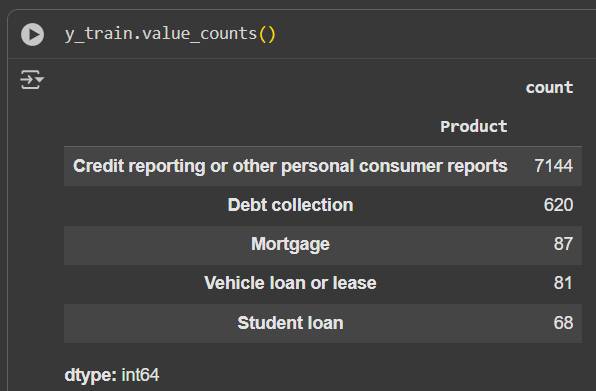 y_train.value_counts()
count
Product
Credit reporting or other personal consumer reports 7144
Debt collection 620
Mortgage 87
Vehicle loan or lease 81
Student loan 68
dtype: int64